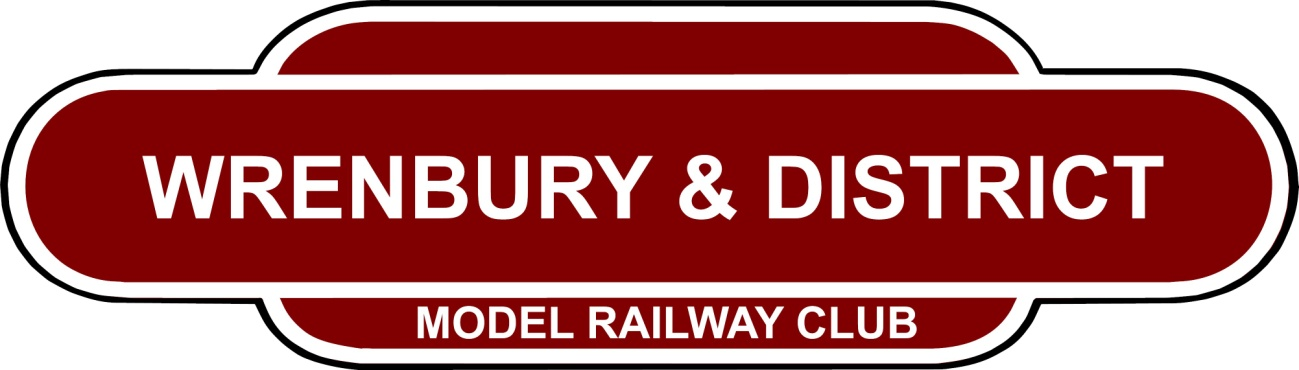 WRENBURY & DISTRICT
MODEL RAILWAY CLUB